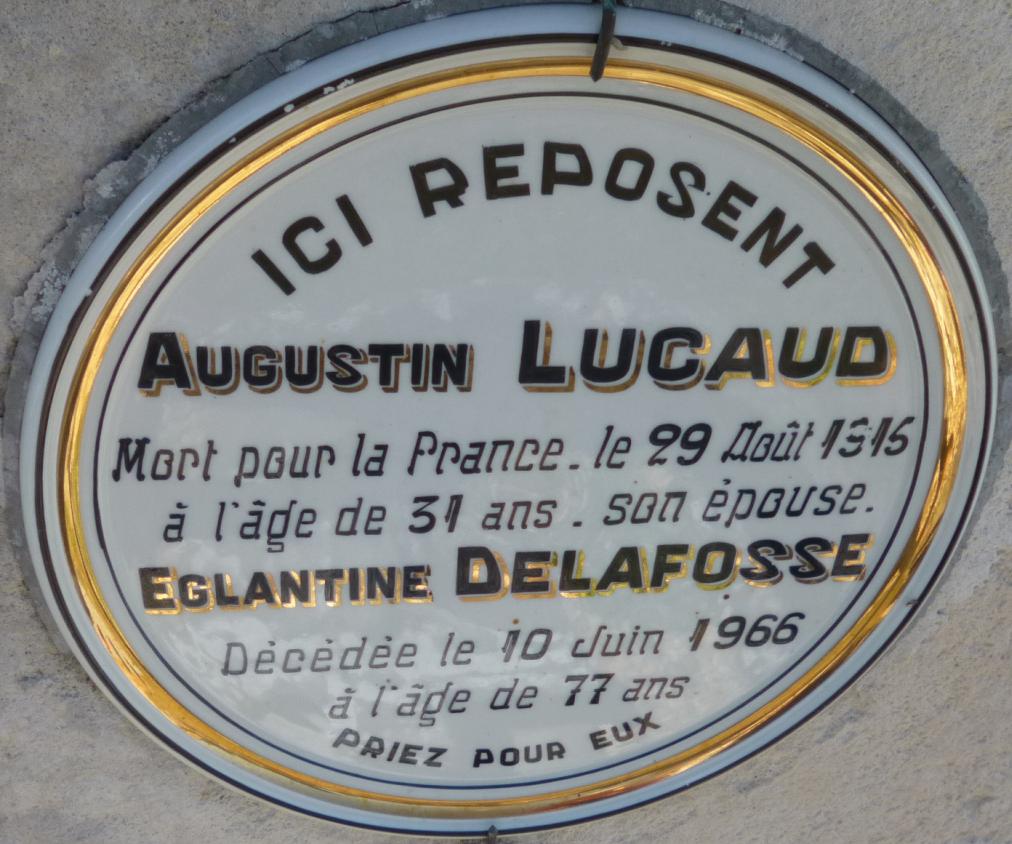 ICI REPOSENT
AUGUSTIN LUCAUD
Mort pour la France. le 29 Août 1915
à l'âge de 31 ans. son épouse.
EGLANTINE DELAFOSSE
Décédée le 10 Juin 1966
à l'âge de 77 ans
PRIEZ POUR EUX